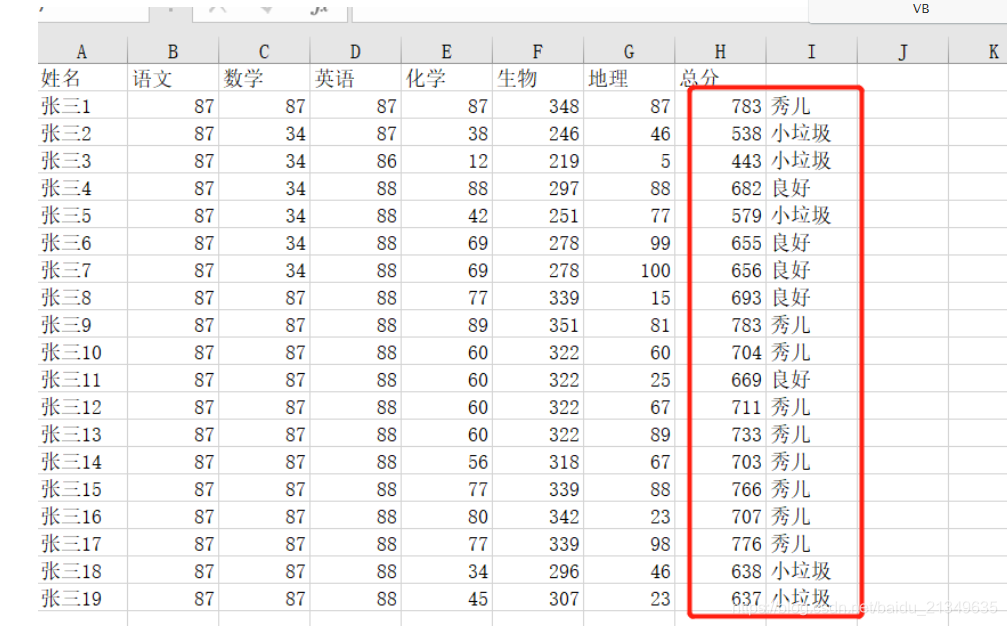 VB
A B C D E F G H I J K
姓名 语文 数学 英语 化学 生物 地理 总分
张三1 87 87 87 87 348 87 783 秀儿
张三2 87 34 87 38 246 46 538 小垃圾
张三3 87 34 86 12 219 5 443 小垃圾
张三4 87 34 88 88 297 88 682 良好
张三5 87 34 88 42 251 77 579 小垃圾
张三6 87 34 88 69 278 99 655 良好
张三7 87 34 88 69 278 100 656 良好
张三8 87 87 88 77 339 15 693 良好
张三9 87 87 88 89 351 81 783 秀儿
张三10 87 87 88 60 322 60 704 秀儿
张三11 87 87 88 60 322 25 669 良好
张三12 87 87 88 60 322 67 711 秀儿
张三13 87 87 88 60 322 89 733 秀儿
张三14 87 87 88 56 318 67 703 秀儿
张三15 87 87 88 77 339 88 766 秀儿
张三16 87 87 88 80 342 23 707 秀儿
张三17 87 87 88 77 339 98 776 秀儿
张三18 87 87 88 34 296 46 638 小垃圾
张三19 87 87 88 45 307 23 637 小垃圾
https://blog.csdn.net/baidu_21349635